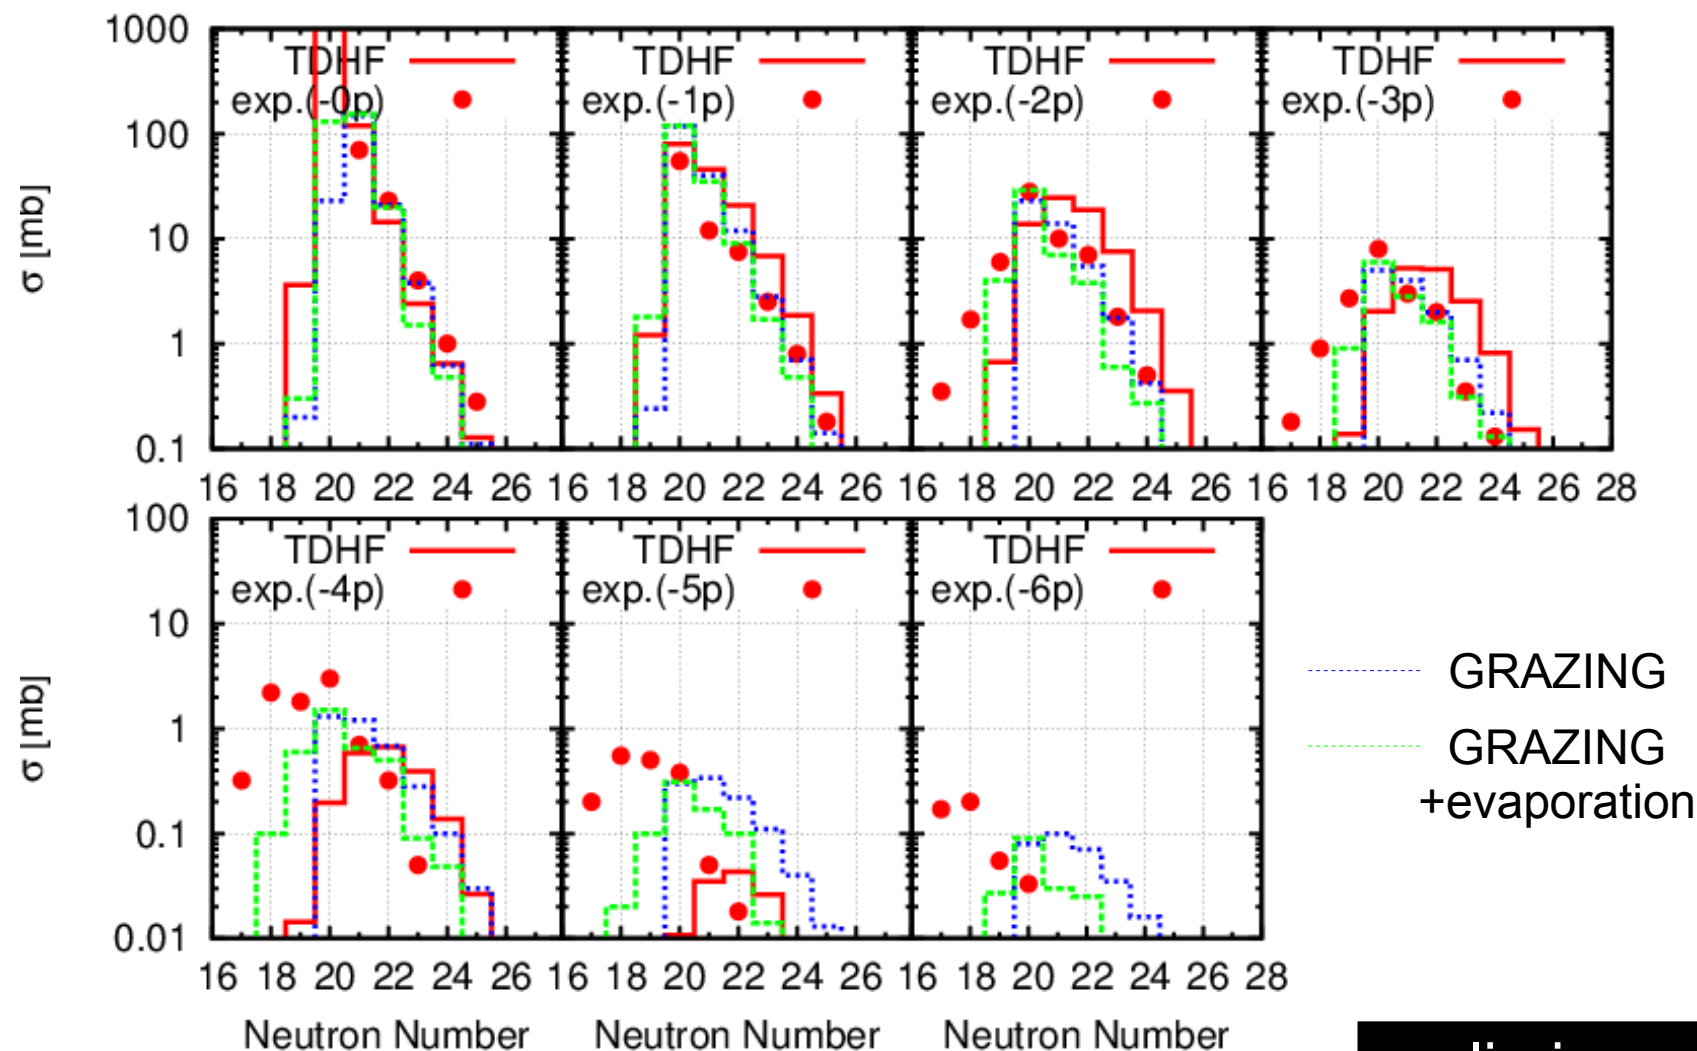 1000
100
10
1
0.1
σ [mb]
TDHF
exp.(-0p)
TDHF
exp.(-1p)
TDHF
exp.(-2p)
TDHF
exp.(-3p)
16 18 20 22 24 26 16 18 20 22 24 26 16 18 20 22 24 26 16 18 20 22 24 26 28
100
10
1
0.1
0.01
σ [mb]
TDHF
exp.(-4p)
TDHF
exp.(-5p)
TDHF
exp.(-6p)
16 18 20 22 24 26 16 18 20 22 24 26 16 18 20 22 24 26 28
Neutron Number Neutron Number Neutron Number
GRAZING
GRAZING
+evaporation